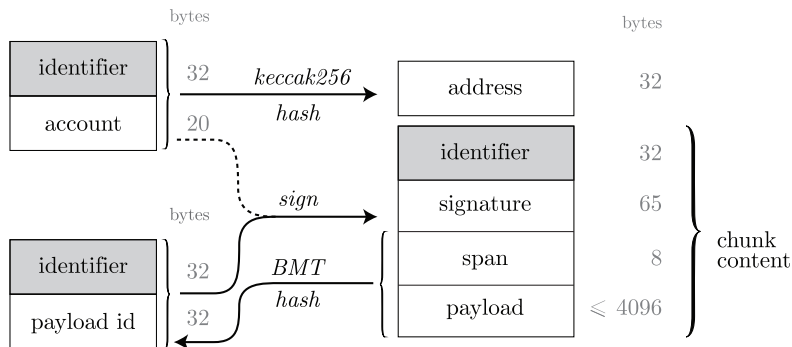 bytes
bytes
identifier
32
keccak256
address
32
account
20
hash
identifier
32
bytes
sign
signature
65
identifier
32
BMT
span
8
chunk
content
payload id
32
hash
payload
⩽ 4096